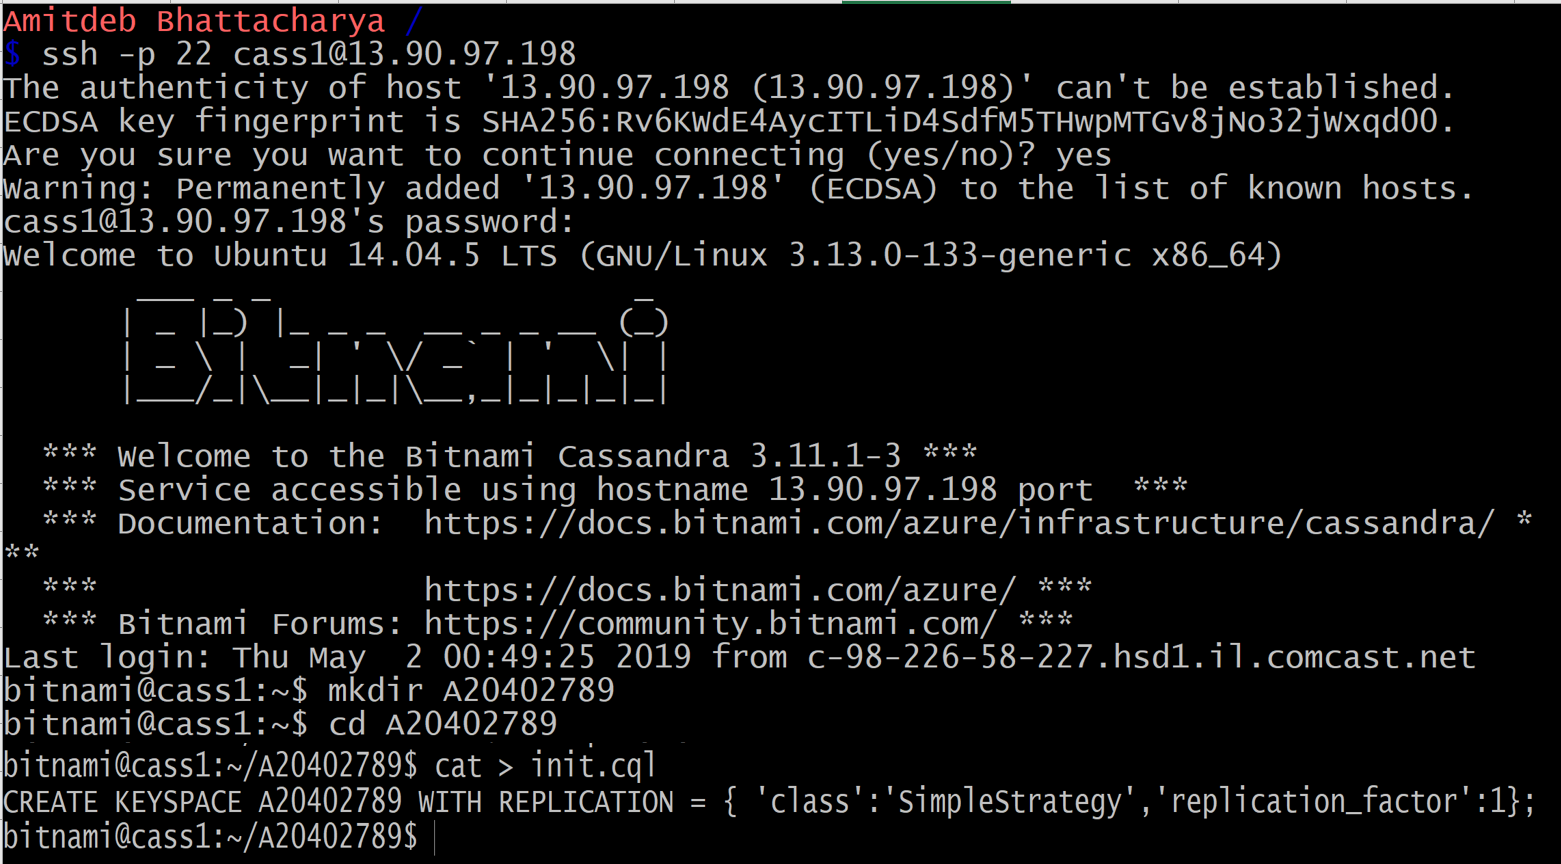 Amitdeb Bhattacharya /
$ ssh -p 22 cass1@13.90.97.198
The authenticity of host '13.90.97.198 (13.90.97.198)' can't be established.
ECDSA key fingerprint is SHA256:Rv6KWdE4AycITLiD4SdfM5THwpMTGv8jNo32jWxqdOO.
Are you sure you want to continue connecting (yes/no)? yes
Warning: Permanently added '13.90.97.198' (ECDSA) to the list of known hosts.
cass1@13.90.97.198's password:
Welcome to Ubuntu 14.04.5 LTS (GNU/Linux 3.13.0-133-generic x86_64)
       ___ _ _                   _
      | _ |_) |_ _ _  __ _ _ __ (_)
      | _ \ |  _| ' \/ _` | '  \| |
      |___/_|\__|_|_|\__,_|_|_|_|_|
  *** Welcome to the Bitnami Cassandra 3.11.1-3 ***
  *** Service accessible using hostname 13.90.97.198 port  ***
  *** Documentation:  https://docs.bitnami.com/azure/infrastructure/cassandra/ *
**
  ***                 https://docs.bitnami.com/azure/ ***
  *** Bitnami Forums: https://community.bitnami.com/ ***
Last login: Thu May  2 00:49:25 2019 from c-98-226-58-227.hsd1.il.comcast.net
bitnami@cass1:~$ mkdir A20402789
bitnami@cass1:~$ cd A20402789
bitnami@cass1:~/A20402789$ cat > init.cql
CREATE KEYSPACE A20402789 WITH REPLICATION = { 'class':'SimpleStrategy','replication_factor':1};
bitnami@cass1:~/A20402789$